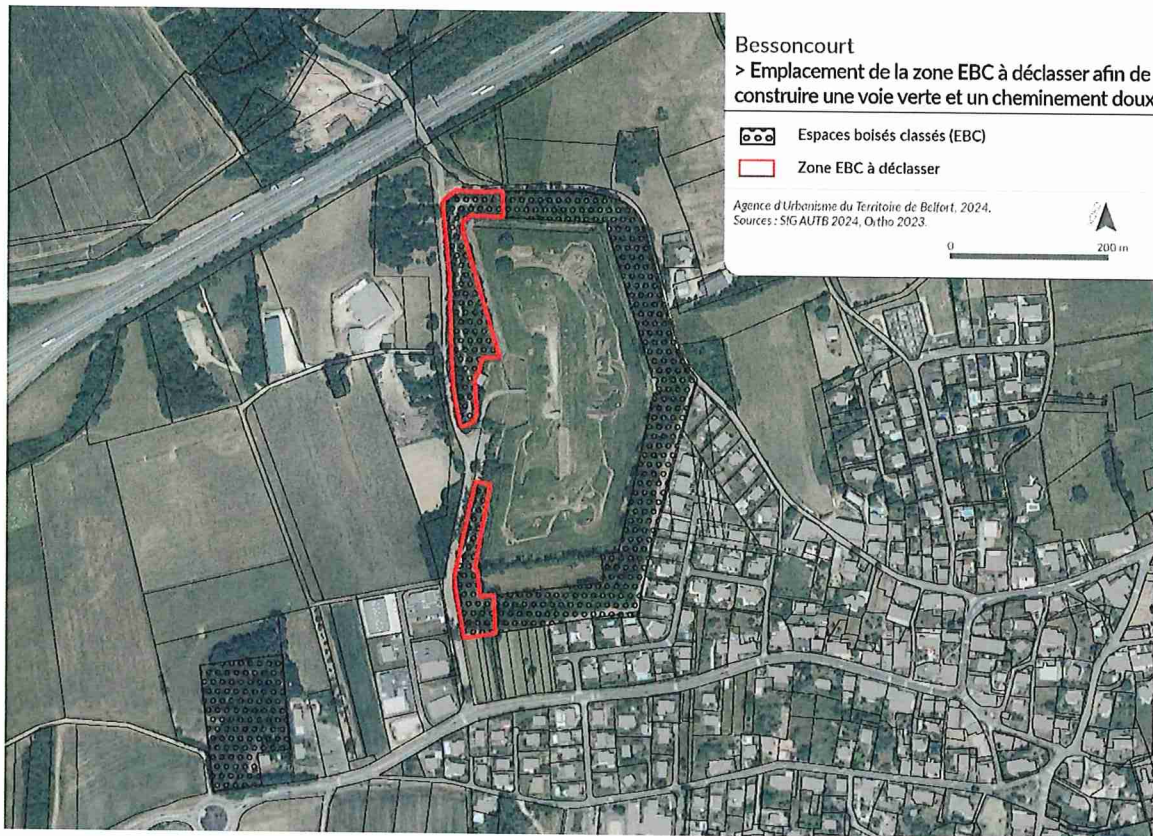 Bessoncourt
> Emplacement de la zone EBC à déclasser afin de
construire une voie verte et un cheminement doux
Espaces boisés classés (EBC)
Zone EBC à déclasser
Agence d'Urbanisme du Territoire de Belfort, 2024.
Sources : SIG AUTB 2024, Ortho 2023.
0
200 m